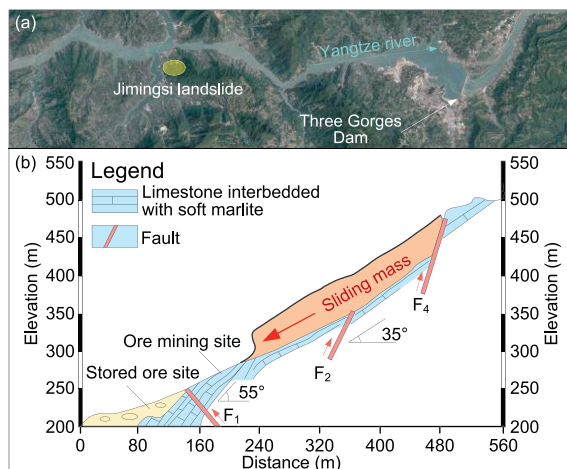 (a)
Yangtze river
Jimingsi landslide
Three Gorges
Dam
(b)
550
500
450
400
350
300
250
200
Elevation (m)
Legend
Limestone interbedded
with soft marlite
Fault
Sliding mass
F4
35°
F2
Ore mining site
55°
Stored ore site
F1
550
500
450
400
350
300
250
200
Elevation (m)
0 80 160 240 320 400 480 560
Distance (m)